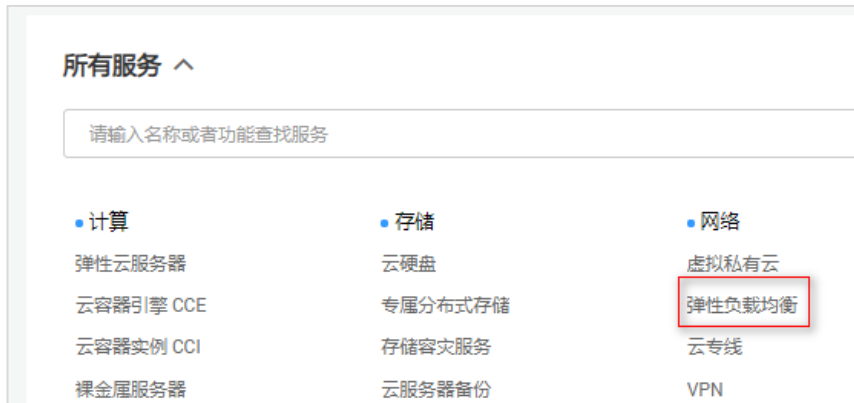 所有服务
请输入名称或者功能查找服务
计算
弹性云服务器
云容器引擎 CCE
云容器实例 CCI
裸金属服务器
存储
云硬盘
专属分布式存储
存储容灾服务
云服务器备份
网络
虚拟私有云
弹性负载均衡
云专线
VPN